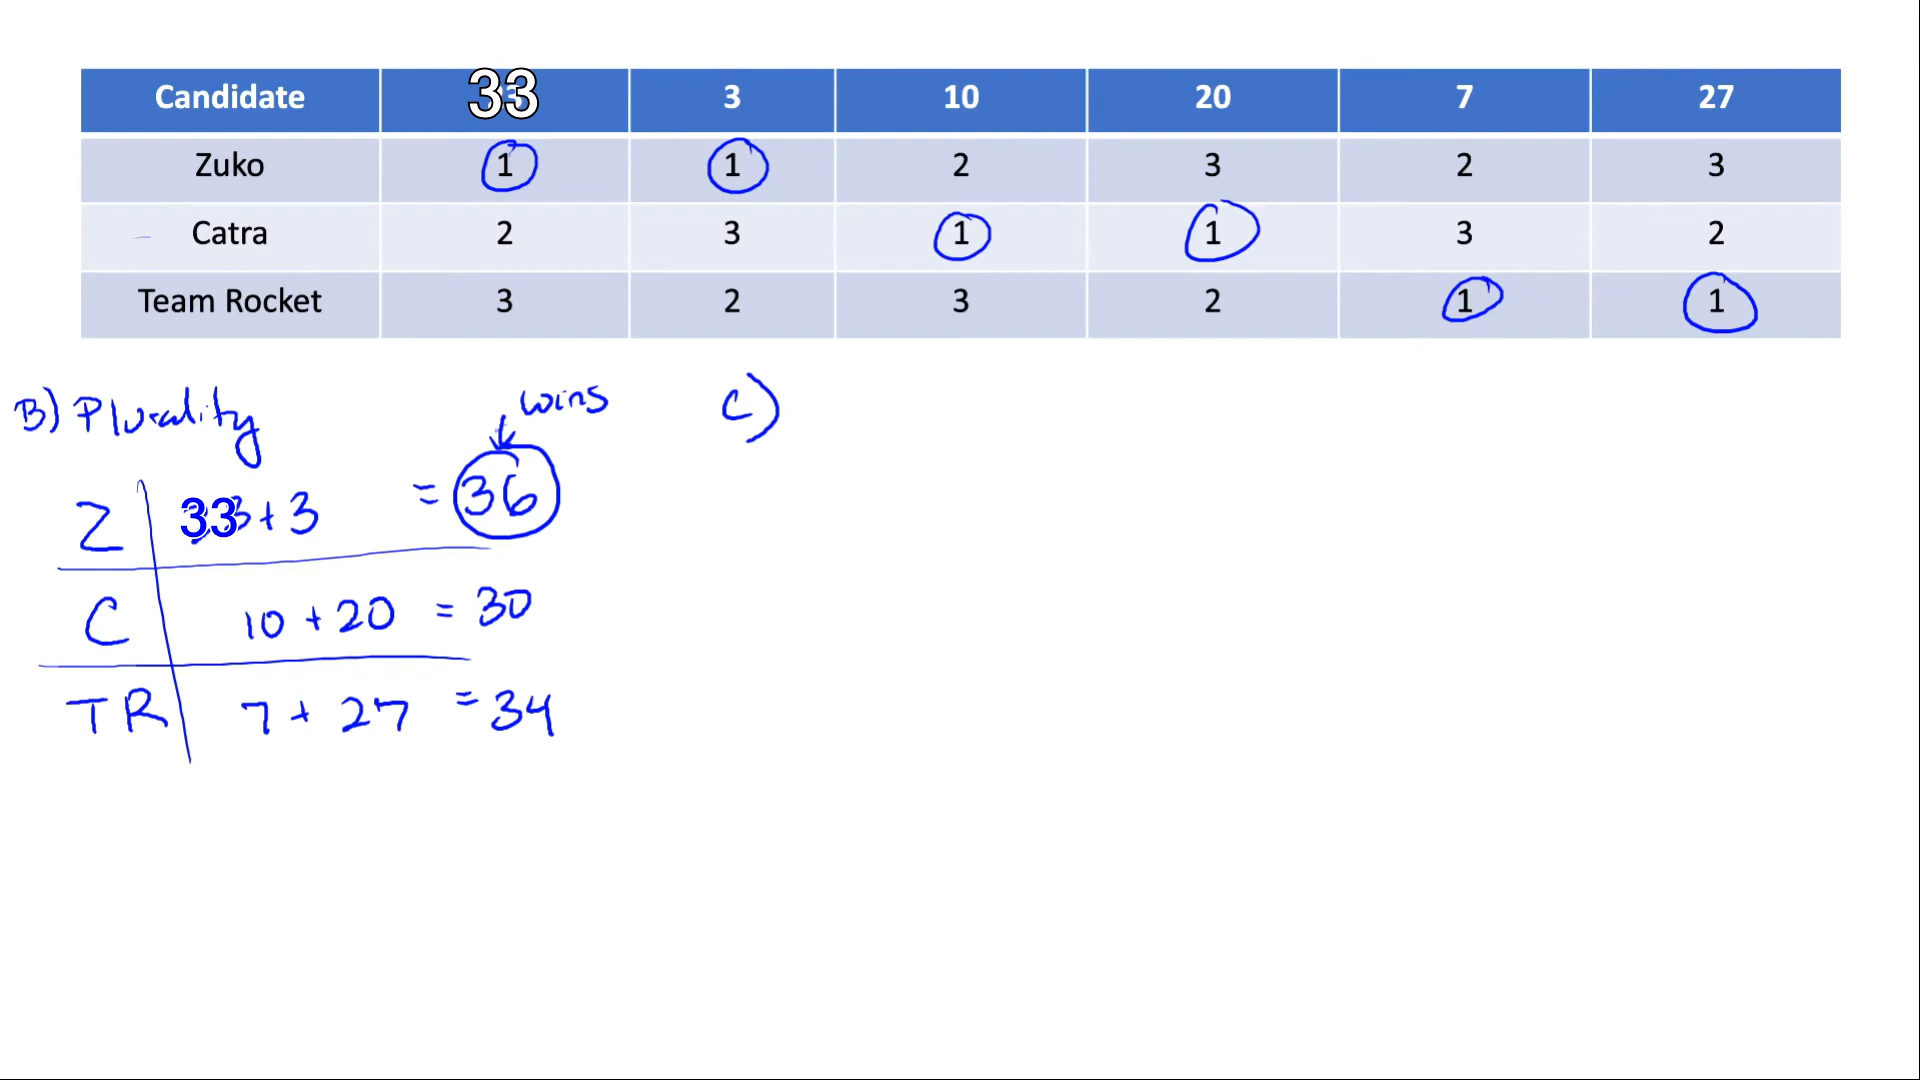 Candidate 33 3 10 20 7 27
Zuko 1 1 2 3 2 3
Catra 2 3 1 1 3 2
Team Rocket 3 2 3 2 1 1
B) Plurality wins C)
Z 33+3 = 36
C 10+20 = 30
TR 7+27 = 34